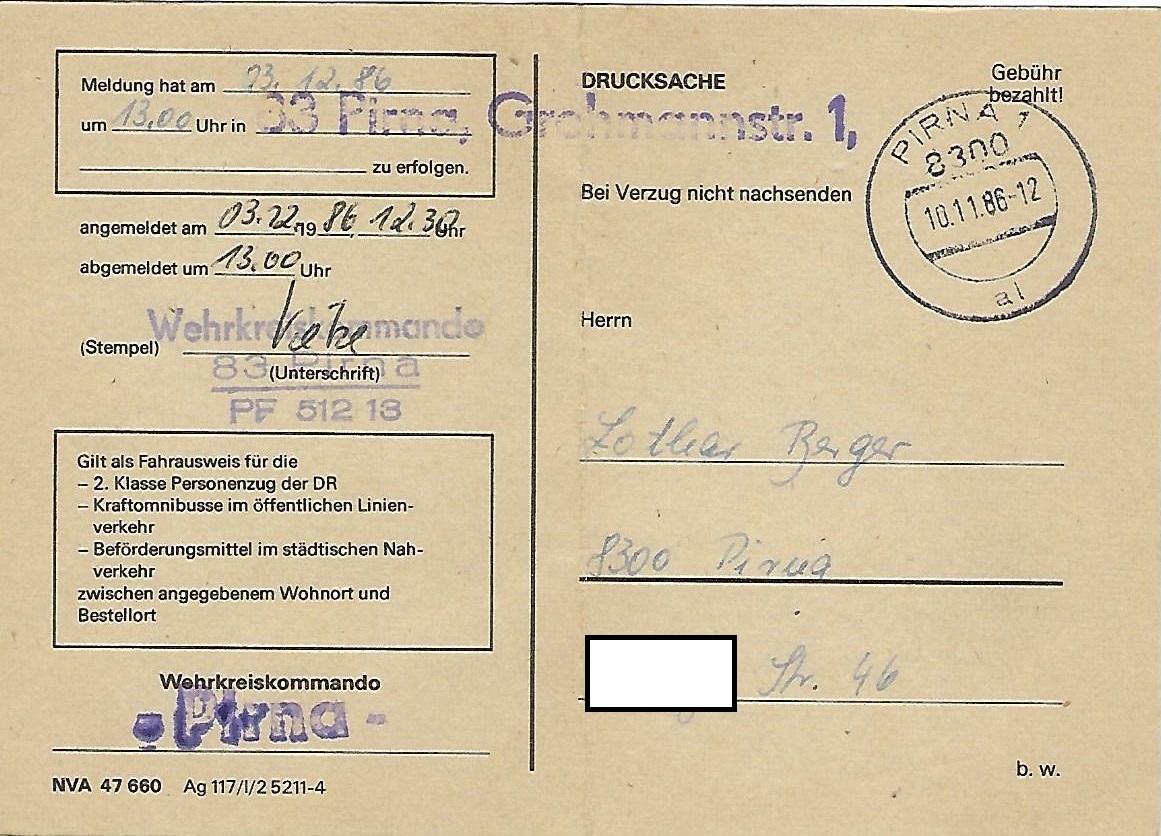 Meldung hat am 03.12.86
um 13.00 Uhr in 83 Pirna, Grohmannstr. 1,
zu erfolgen.
angemeldet am 03.12.1986, 12.30 Uhr
abgemeldet um 13.00 Uhr
Wehrkreiskommando
(Stempel)
83 Pirna
(Unterschrift)
PF 512 13
Gilt als Fahrausweis für die
– 2. Klasse Personenzug der DR
– Kraftomnibusse im öffentlichen Linien-
verkehr
– Beförderungsmittel im städtischen Nah-
verkehr
zwischen angegebenem Wohnort und
Bestellort
Wehrkreiskommando
- Pirna -
NVA 47 660 Ag 117/I/2 5211-4
DRUCKSACHE
Gebühr
bezahlt!
PIRNA 1
8300
10.11.86-12
al
Bei Verzug nicht nachsenden
Herrn
Lothar Berger
8300 Pirna
Str. 46
b. w.